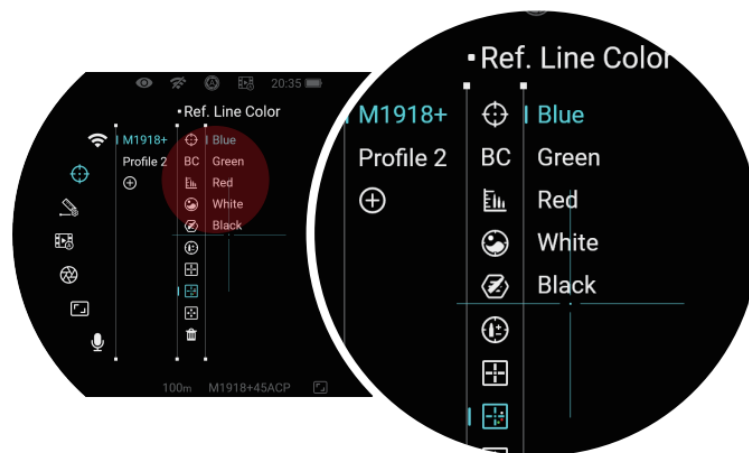 20:35
Ref. Line Color
M1918+
Blue
Profile 2
BC
Green
Red
White
Black
100m M1918+45ACP
Ref. Line Color
M1918+
Blue
Profile 2
BC
Green
Red
White
Black